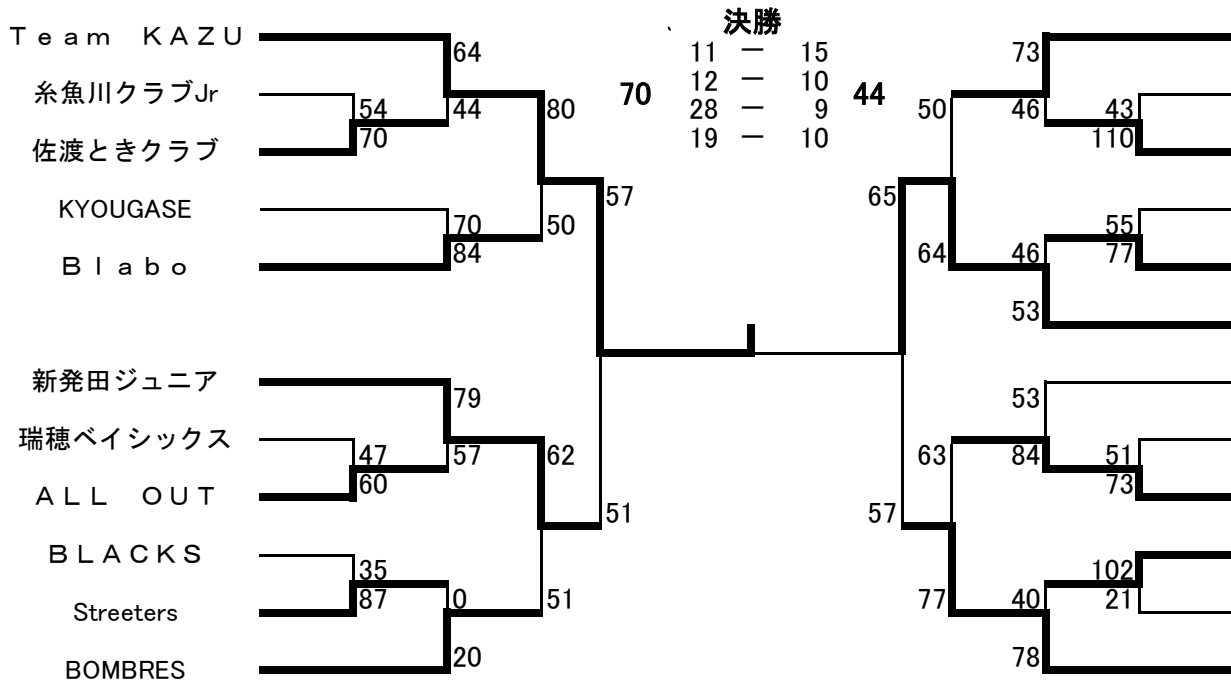 決勝
Ｔｅａｍ　ＫＡＺＵ
64
11 － 15
73
糸魚川クラブJr
12 － 10
70
44
28 － 9
54
44
80
50
46
43
19 － 10
佐渡ときクラブ
70
110
KYOUGASE
57
65
70
50
55
Ｂｌａｂｏ
84
64
46
77
53
新発田ジュニア
79
53
瑞穂ベイシックス
47
57
62
63
84
51
ＡＬＬ　ＯＵＴ
60
73
51
57
ＢＬＡＣＫＳ
35
102
Streeters
87
0
51
77
40
21
BOMBRES
20
78